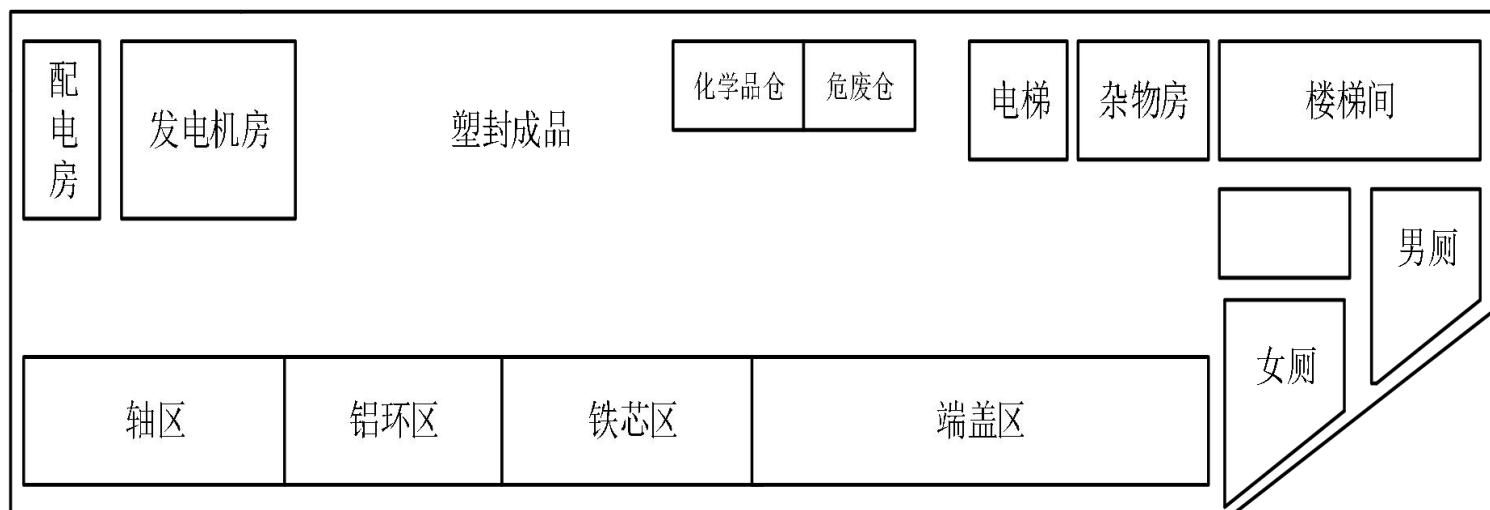 配电房
发电机房
塑封成品
化学品仓
危废仓
电梯
杂物房
楼梯间
男厕
女厕
轴区
铝环区
铁芯区
端盖区